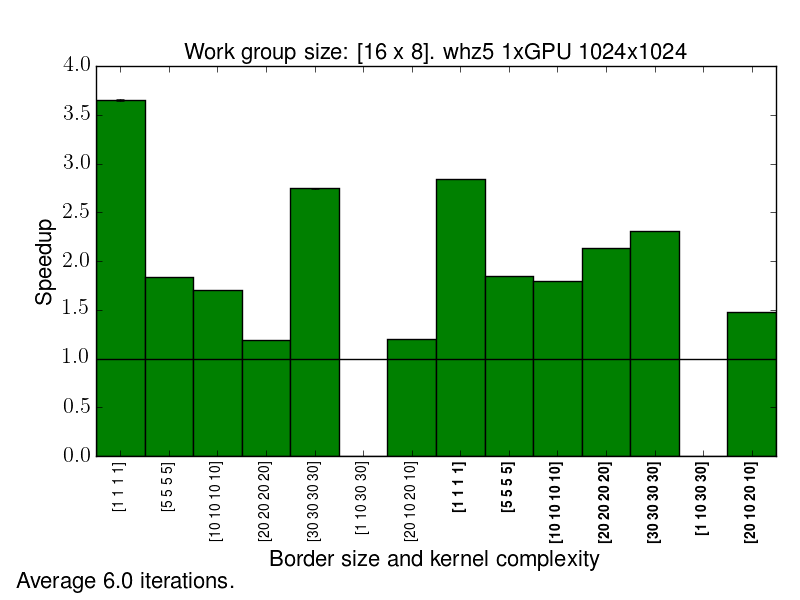 Work group size: [16 x 8]. whz5 1xGPU 1024x1024
4.0
3.5
3.0
2.5
2.0
1.5
1.0
0.5
0.0
Speedup
[1 1 1 1]
[5 5 5 5]
[10 10 10 10]
[20 20 20 20]
[30 30 30 30]
[1 10 30 30]
[20 10 20 10]
[1 1 1 1]
[5 5 5 5]
[10 10 10 10]
[20 20 20 20]
[30 30 30 30]
[1 10 30 30]
[20 10 20 10]
Border size and kernel complexity
Average 6.0 iterations.